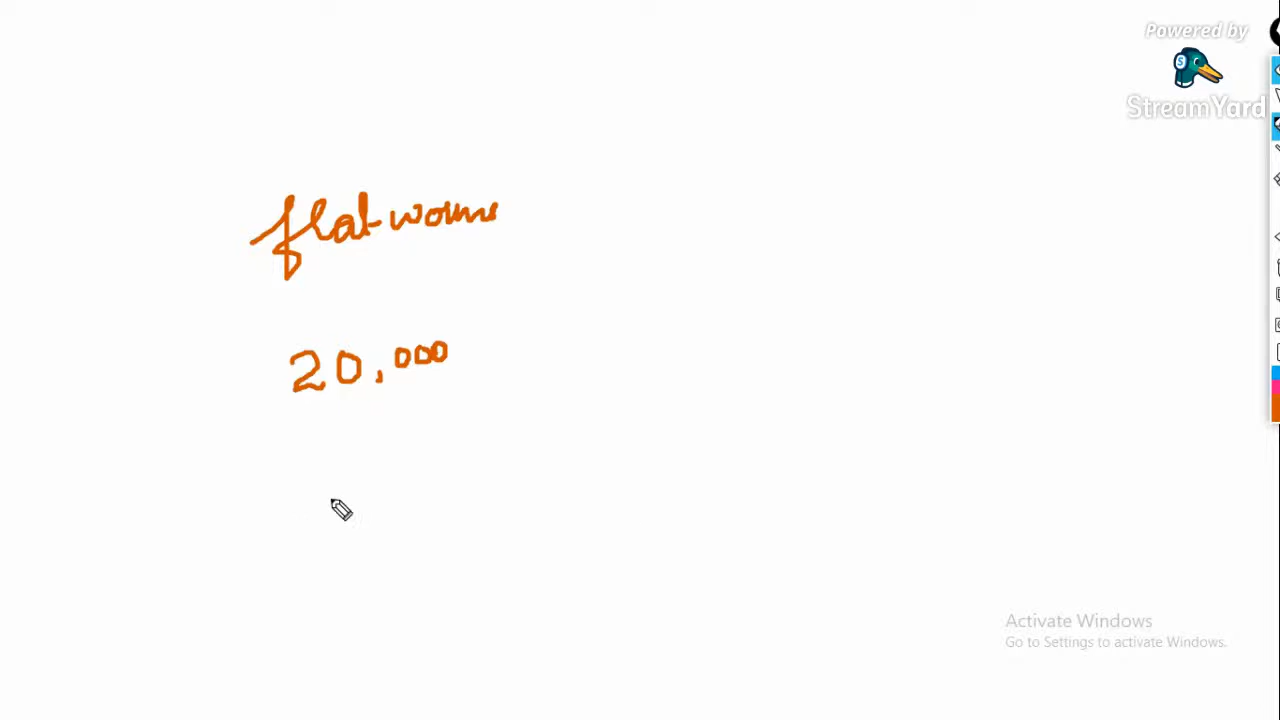 Powered by
StreamYard
flatworms
20,000
Activate Windows
Go to Settings to activate Windows.